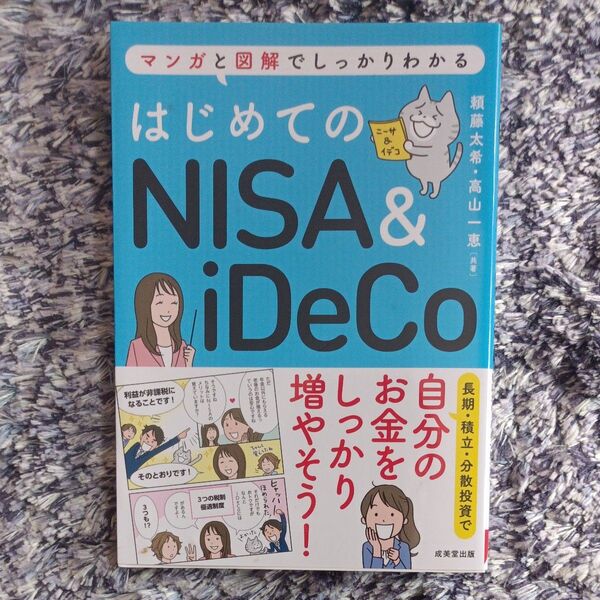 マンガと図解でしっかりわかる
はじめての
NISA&
iDeCo
ニーサ
&
イデコ
頼藤太希・高山一恵[共著]
長期・積立・分散投資で
自分の
お金を
しっかり
増やそう!
利益が非課税に
なることです!
そのとおりです!
3つの税制
優遇制度
3つも!?
成美堂出版